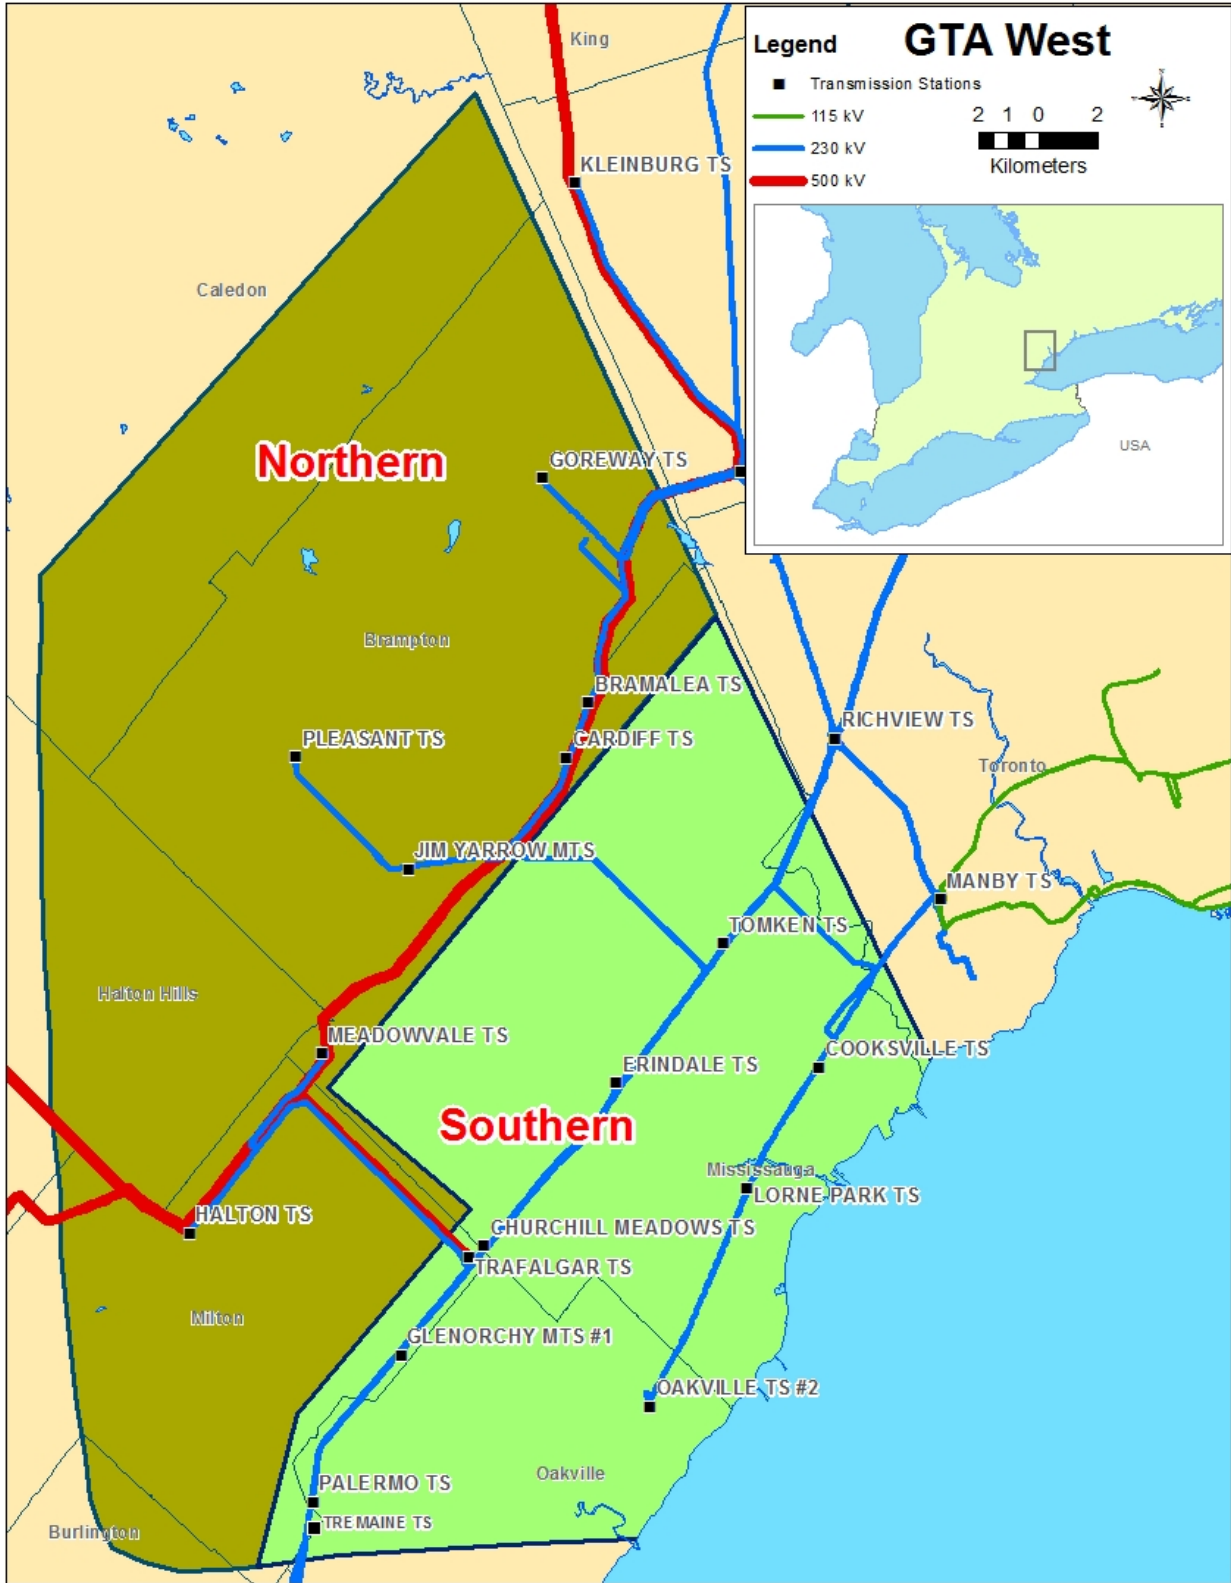 King
Legend
GTA West
Transmission Stations
N
115 kV
2 1 0 2
230 kV
Kilometers
500 kV
KLEINBURG TS
Caledon
USA
Northern
GOREWAY TS
Brampton
BRAMALEA TS
RICHVIEW TS
PLEASANT TS
CARDIFF TS
Toronto
JIM YARROW MTS
MANBY TS
TOMKEN TS
Halton Hills
MEADOWVALE TS
COOKSVILLE TS
ERINDALE TS
Southern
Mississauga
LORNE PARK TS
HALTON TS
CHURCHILL MEADOWS TS
TRAFALGAR TS
Milton
GLENORCHY MTS #1
OAKVILLE TS #2
Oakville
PALERMO TS
TREMAINE TS
Burlington